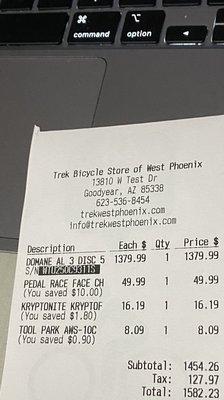 command
option
Trek Bicycle Store of West Phoenix
13810 W Test Dr
Goodyear, AZ 85338
623-536-8454
trekwestphoenix.com
info@trekwestphoenix.com
Description Each $ Qty Price $
DOMANE AL 3 DISC 5 1379.99 1 1379.99
S/N
PEDAL RACE FACE CH 49.99 1 49.99
(You saved $10.00)
KRYPTONITE KRYPTOF 16.19 1 16.19
(You saved $1.80)
TOOL PARK AWS-10C 8.09 1 8.09
(You saved $0.90)
Subtotal: 1454.26
Tax: 127.97
Total: 1582.23